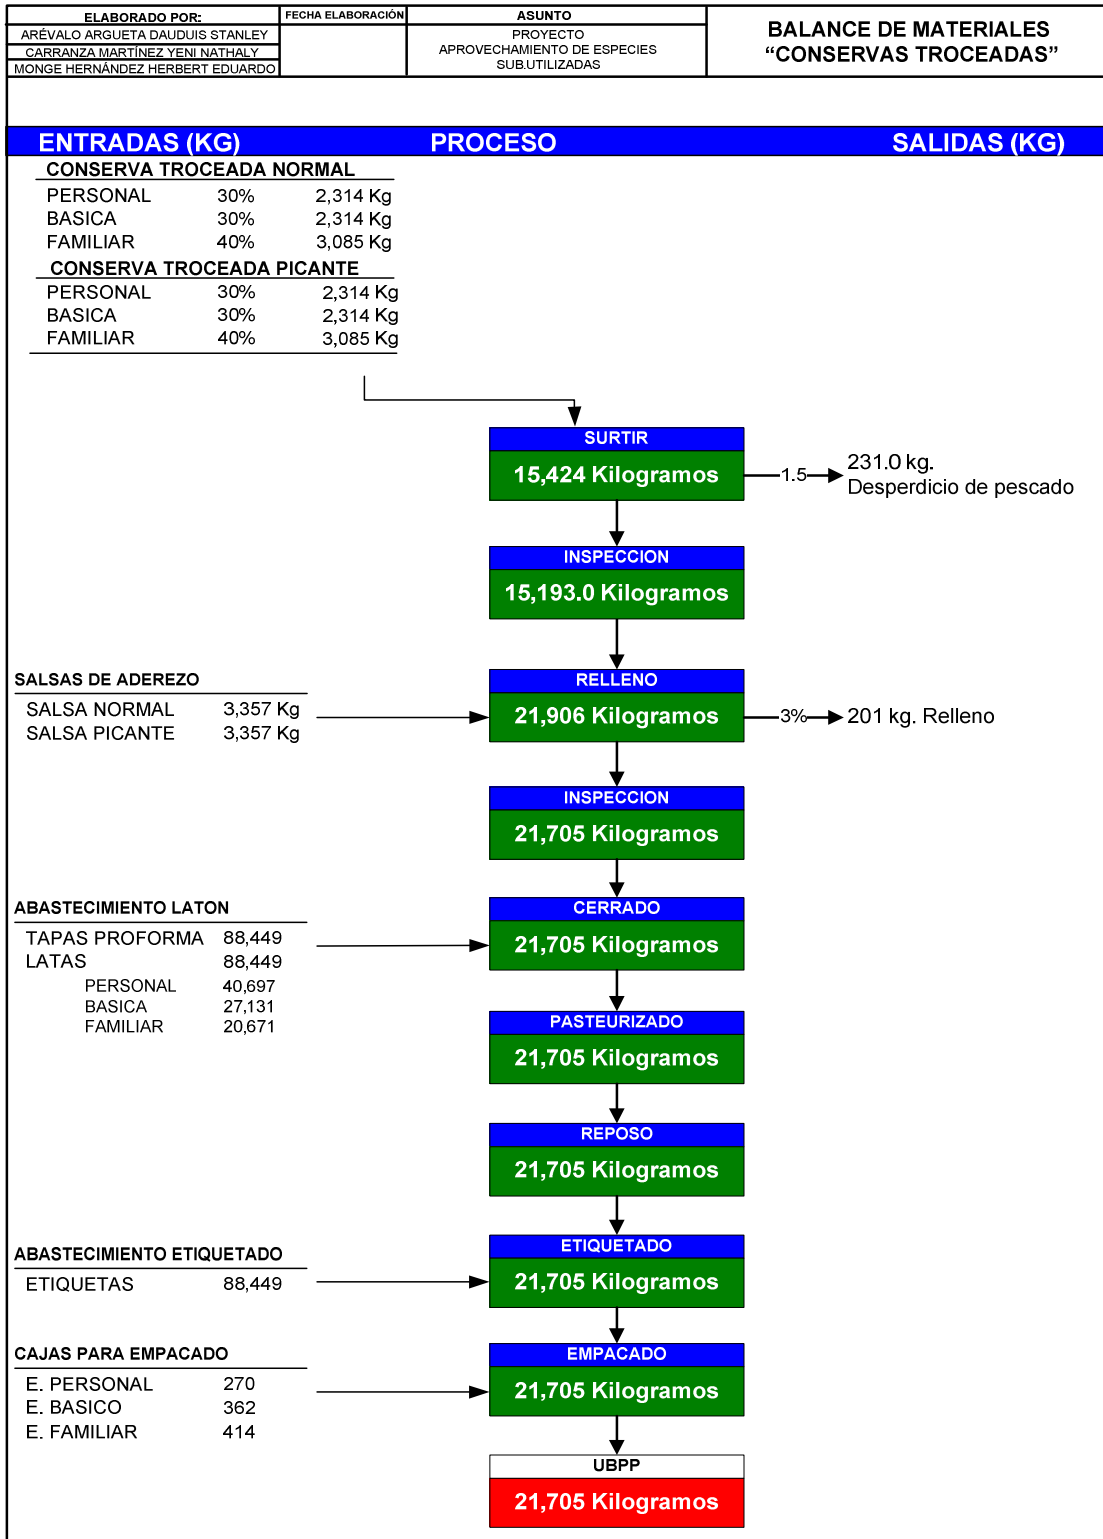 ELABORADO POR:
ARÉVALO ARGUETA DAUDUIS STANLEY
CARRANZA MARTÍNEZ YENI NATHALY
MONGE HERNÁNDEZ HERBERT EDUARDO
FECHA ELABORACIÓN
ASUNTO
PROYECTO
APROVECHAMIENTO DE ESPECIES
SUB.UTILIZADAS
BALANCE DE MATERIALES
“CONSERVAS TROCEADAS”
ENTRADAS (KG) PROCESO SALIDAS (KG)
CONSERVA TROCEADA NORMAL
PERSONAL 30% 2,314 Kg
BASICA 30% 2,314 Kg
FAMILIAR 40% 3,085 Kg
CONSERVA TROCEADA PICANTE
PERSONAL 30% 2,314 Kg
BASICA 30% 2,314 Kg
FAMILIAR 40% 3,085 Kg
SURTIR
15,424 Kilogramos
1.5
231.0 kg.
Desperdicio de pescado
INSPECCION
15,193.0 Kilogramos
SALSAS DE ADEREZO
SALSA NORMAL 3,357 Kg
SALSA PICANTE 3,357 Kg
RELLENO
21,906 Kilogramos
3%
201 kg. Relleno
INSPECCION
21,705 Kilogramos
ABASTECIMIENTO LATON
TAPAS PROFORMA 88,449
LATAS 88,449
PERSONAL 40,697
BASICA 27,131
FAMILIAR 20,671
CERRADO
21,705 Kilogramos
PASTEURIZADO
21,705 Kilogramos
REPOSO
21,705 Kilogramos
ABASTECIMIENTO ETIQUETADO
ETIQUETAS 88,449
ETIQUETADO
21,705 Kilogramos
CAJAS PARA EMPACADO
E. PERSONAL 270
E. BASICO 362
E. FAMILIAR 414
EMPACADO
21,705 Kilogramos
UBPP
21,705 Kilogramos